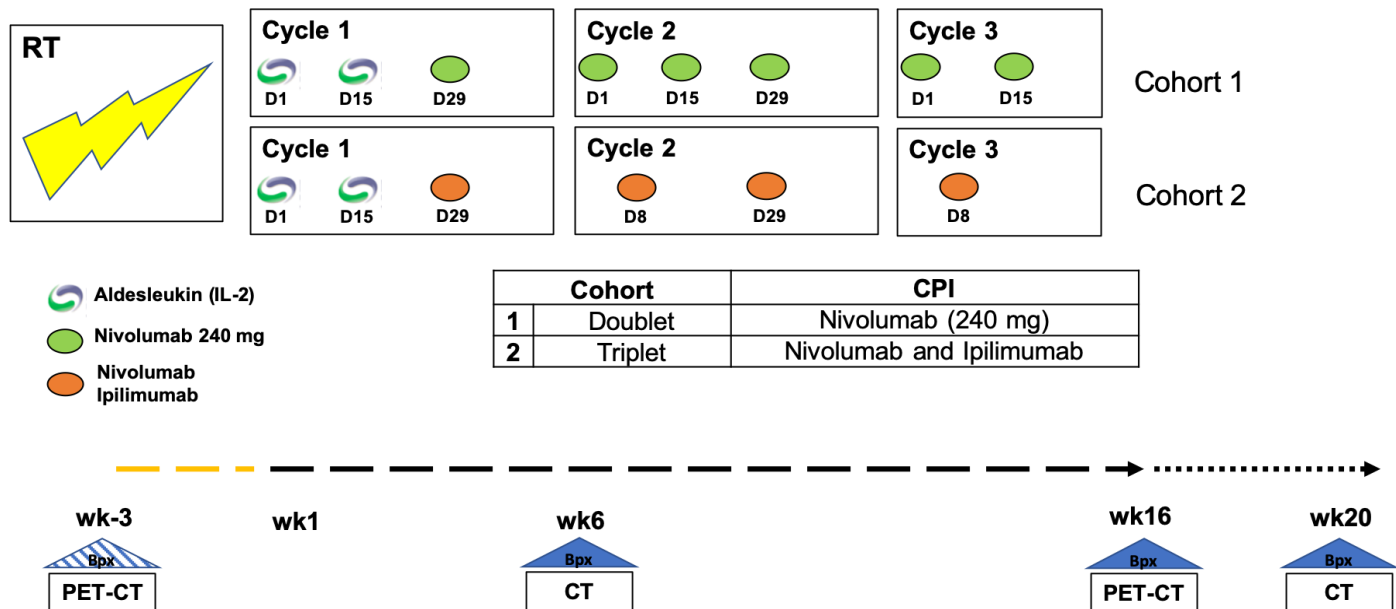 RT
Cycle 1
D1 D15 D29
Cycle 2
D1 D15 D29
Cycle 3
D1 D15
Cohort 1
Cycle 1
D1 D15 D29
Cycle 2
D8 D29
Cycle 3
D8
Cohort 2
Aldesleukin (IL-2)
Nivolumab 240 mg
Nivolumab
Ipilimumab
Cohort CPI
1 Doublet Nivolumab (240 mg)
2 Triplet Nivolumab and Ipilimumab
wk-3 wk1 wk6 wk16 wk20
Bpx Bpx Bpx Bpx
PET-CT CT PET-CT CT